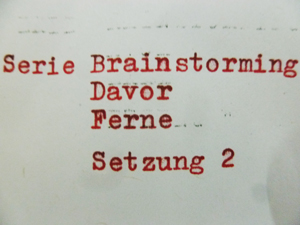 Serie Brainstorming
Davor
Ferne
Setzung 2